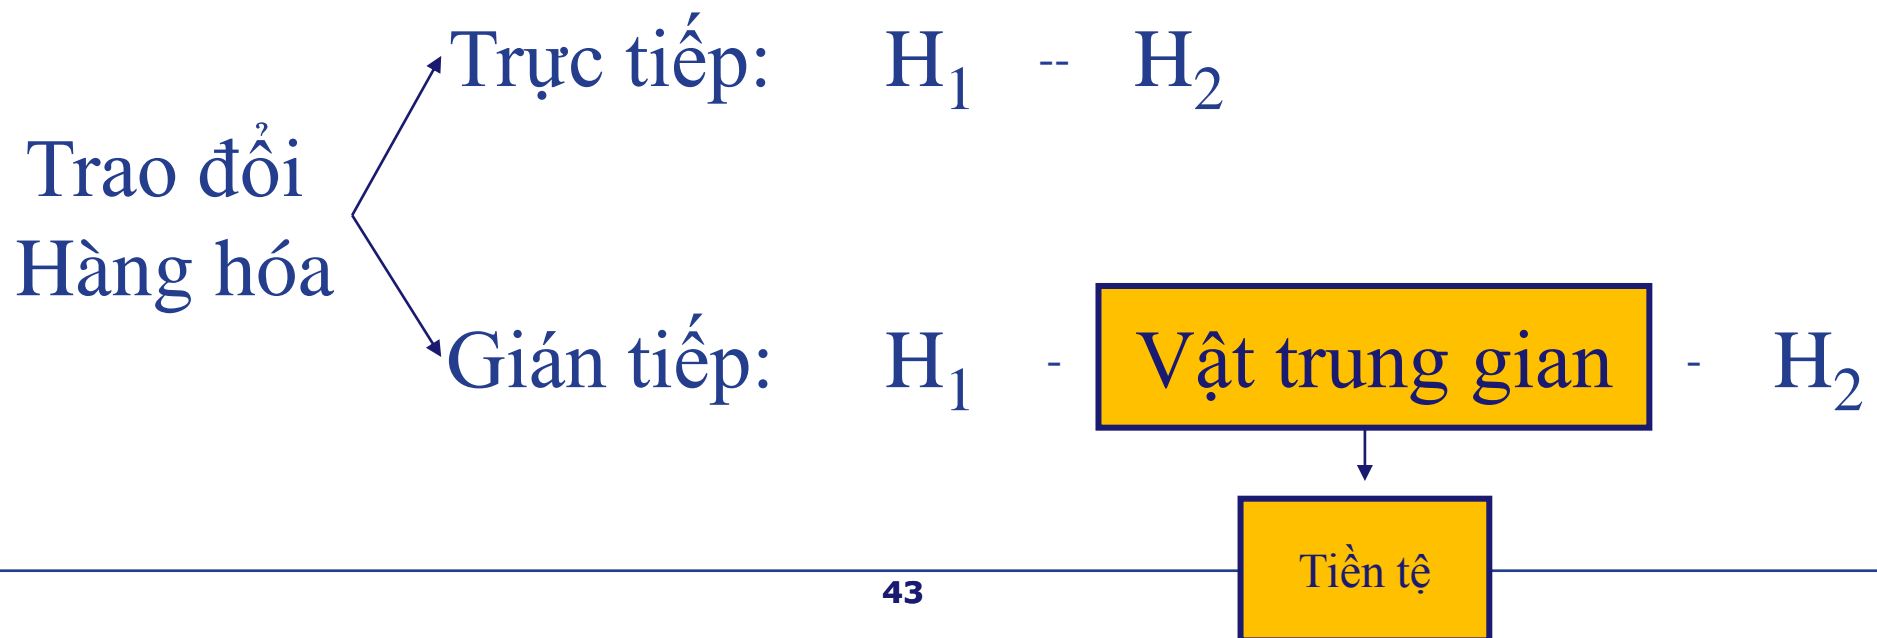 Trực tiếp: H₁ -- H₂
Trao đổi
Hàng hóa
Gián tiếp: H₁ - Vật trung gian - H₂
Tiền tệ
43